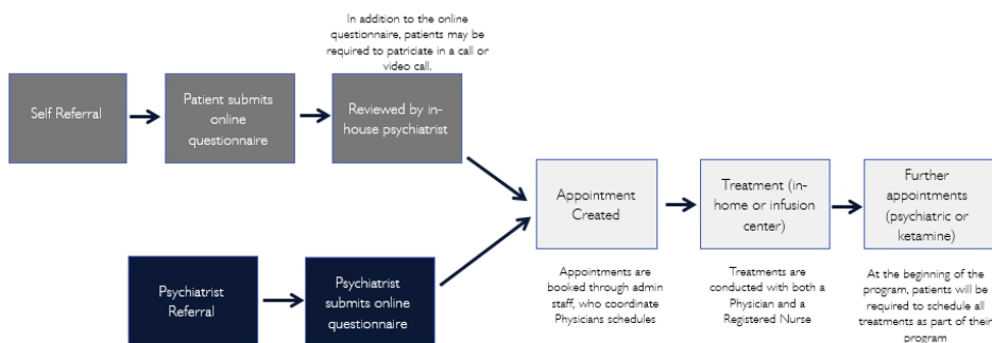 In addition to the online
questionnaire, patients may be
required to patriciate in a call or
video call.
Self Referral
Patient submits
online
questionnaire
Reviewed by in-
house psychiatrist
Appointment
Created
Treatment (in-
home or infusion
center)
Further
appointments
(psychiatric or
ketamine)
Psychiatrist
Referral
Psychiatrist
submits online
questionnaire
Appointments are
booked through admin
staff, who coordinate
Physicians schedules
Treatments are
conducted with both a
Physician and a
Registered Nurse
At the beginning of the
program, patients will be
required to schedule all
treatments as part of their
program